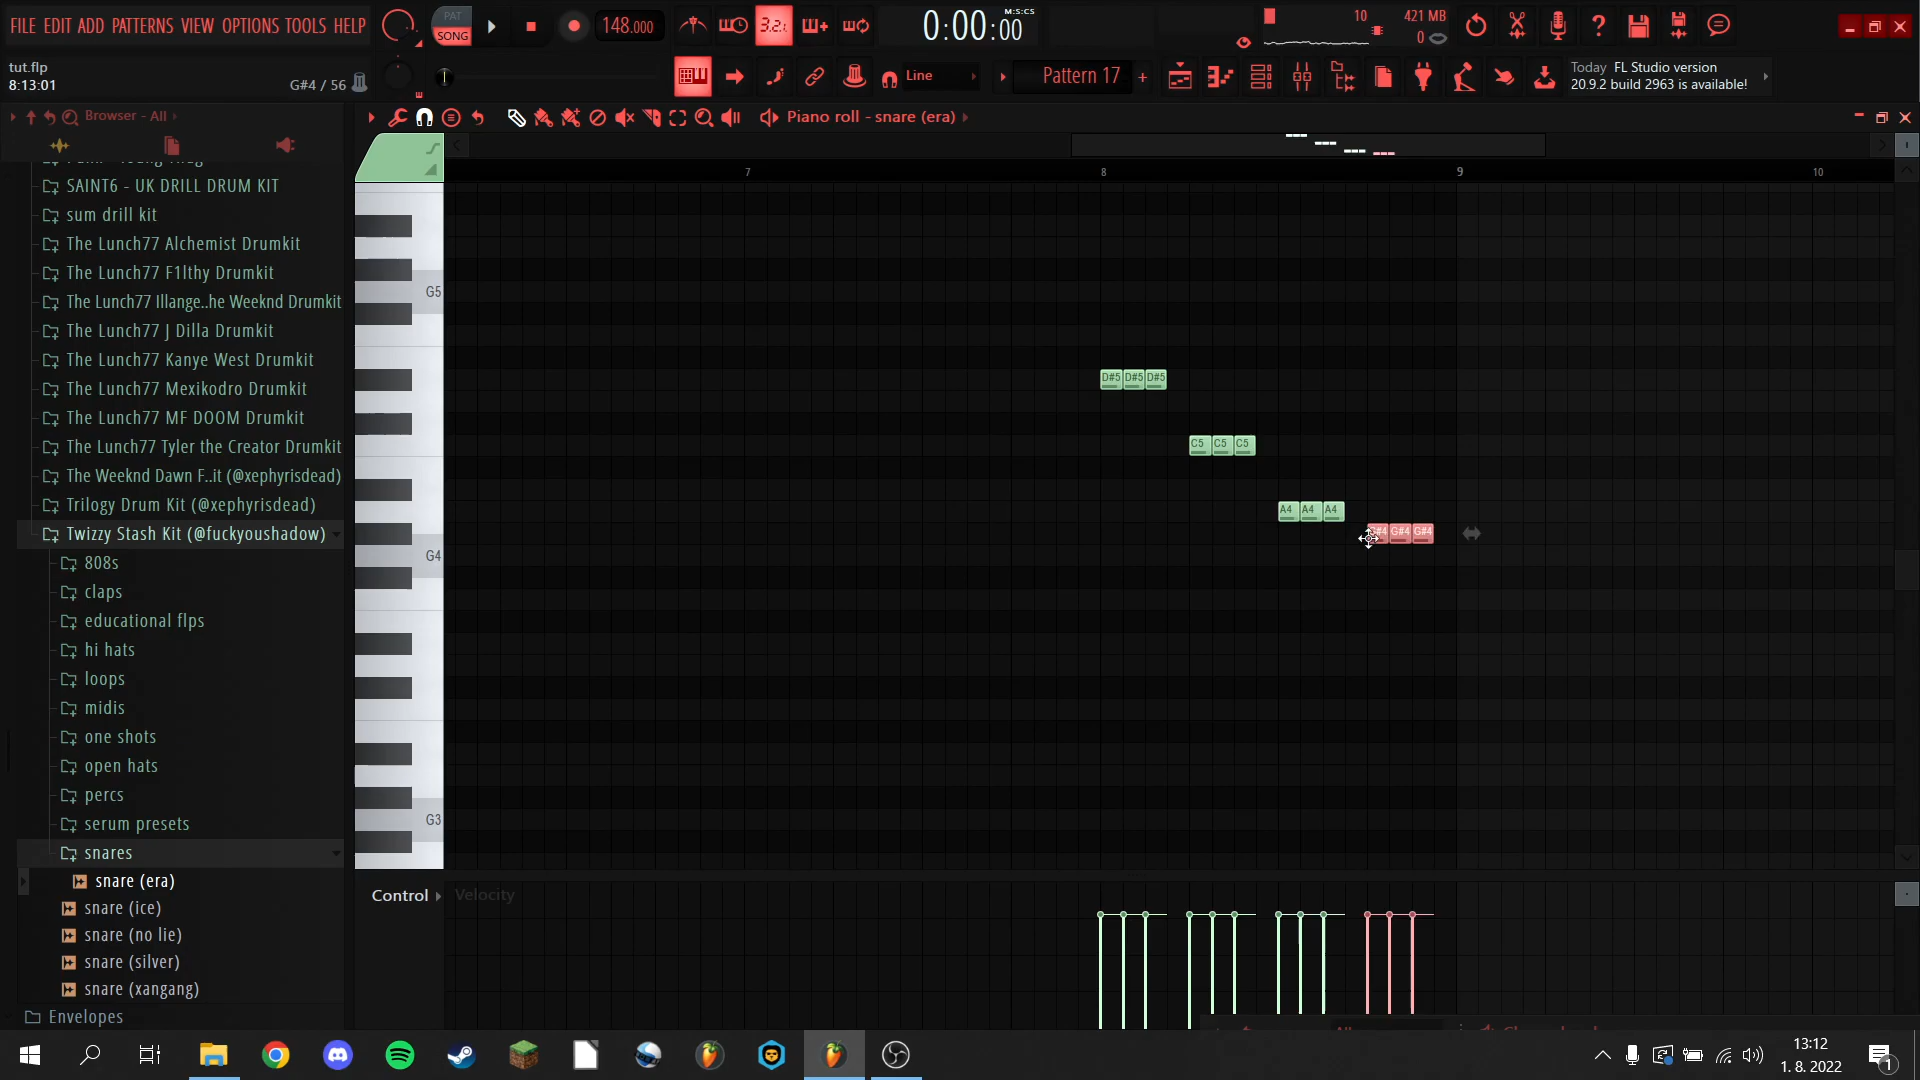 FILE EDIT ADD PATTERNS VIEW OPTIONS TOOLS HELP
PAT
SONG
148.000
3.2.
0:00:00
M:S:CS
10
421 MB
0
tut.flp
8:13:01
G#4 / 56
Line
Pattern 17
Today FL Studio version
20.9.2 build 2963 is available!
Browser - All
Piano roll - snare (era)
SAINT6 - UK DRILL DRUM KIT
sum drill kit
The Lunch77 Alchemist Drumkit
The Lunch77 F1lthy Drumkit
The Lunch77 Illange..he Weeknd Drumkit
The Lunch77 J Dilla Drumkit
The Lunch77 Kanye West Drumkit
The Lunch77 Mexikodro Drumkit
The Lunch77 MF DOOM Drumkit
The Lunch77 Tyler the Creator Drumkit
The Weeknd Dawn F..it (@xephyrisdead)
Trilogy Drum Kit (@xephyrisdead)
Twizzy Stash Kit (@fuckyoushadow)
808s
claps
educational flps
hi hats
loops
midis
one shots
open hats
percs
serum presets
snares
snare (era)
snare (ice)
snare (no lie)
snare (silver)
snare (xangang)
Envelopes
7 8 9 10
G5
D#5 D#5 D#5
C5 C5 C5
A4 A4 A4
G#4 G#4 G#4
G4
G3
Control Velocity
13:12
1. 8. 2022
1